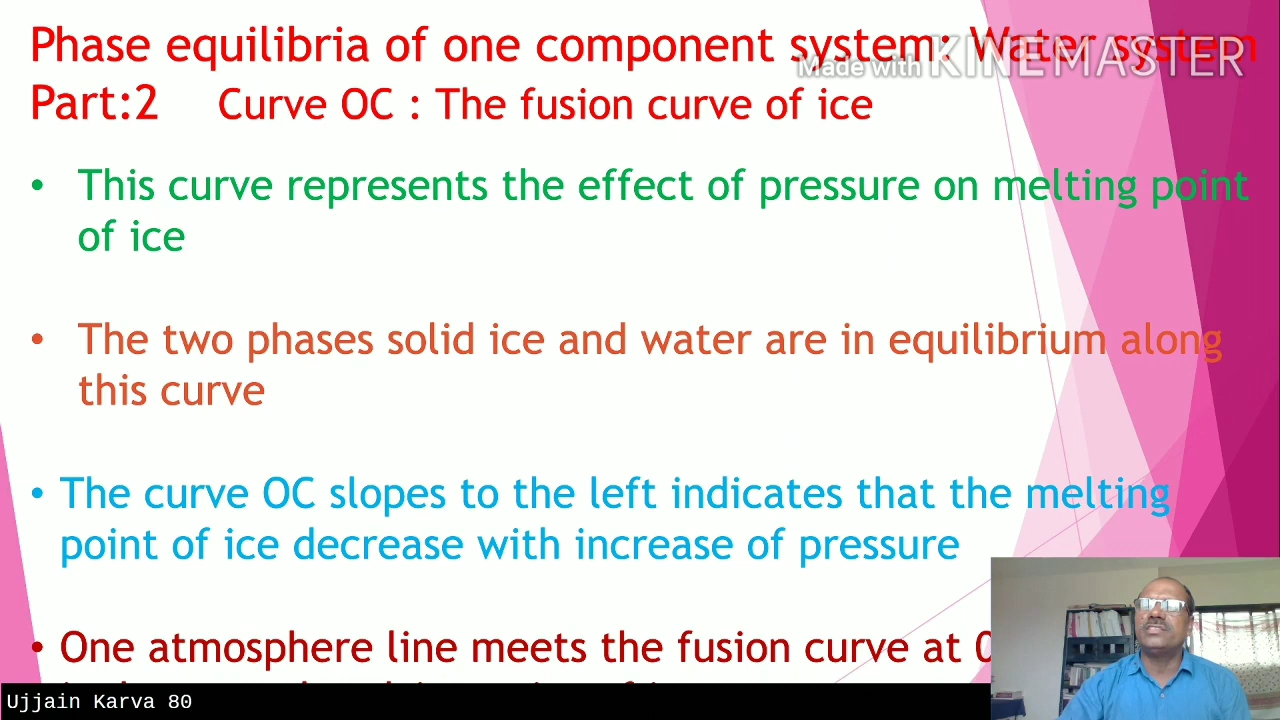 Phase equilibria of one component system: Water system
Made with KINEMASTER
Part:2 Curve OC : The fusion curve of ice
• This curve represents the effect of pressure on melting point
of ice
• The two phases solid ice and water are in equilibrium along
this curve
• The curve OC slopes to the left indicates that the melting
point of ice decrease with increase of pressure
• One atmosphere line meets the fusion curve at 0
Ujjain Karva 80